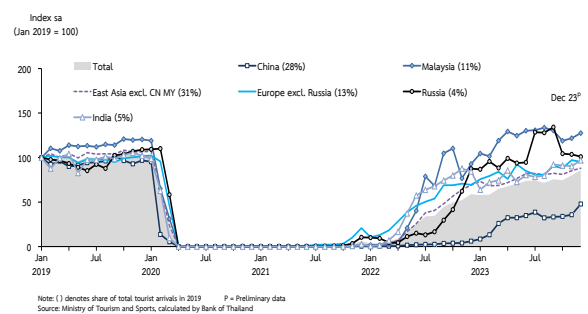 Index sa
(Jan 2019 = 100)
200
150
100
50
0
Total
China (28%)
Malaysia (11%)
East Asia excl. CN MY (31%)
Europe excl. Russia (13%)
Russia (4%)
India (5%)
Dec 23ᵖ
Jan Jul Jan Jul Jan Jul Jan Jul Jan Jul
2019 2020 2021 2022 2023
Note: ( ) denotes share of total tourist arrivals in 2019 P = Preliminary data
Source: Ministry of Tourism and Sports, calculated by Bank of Thailand